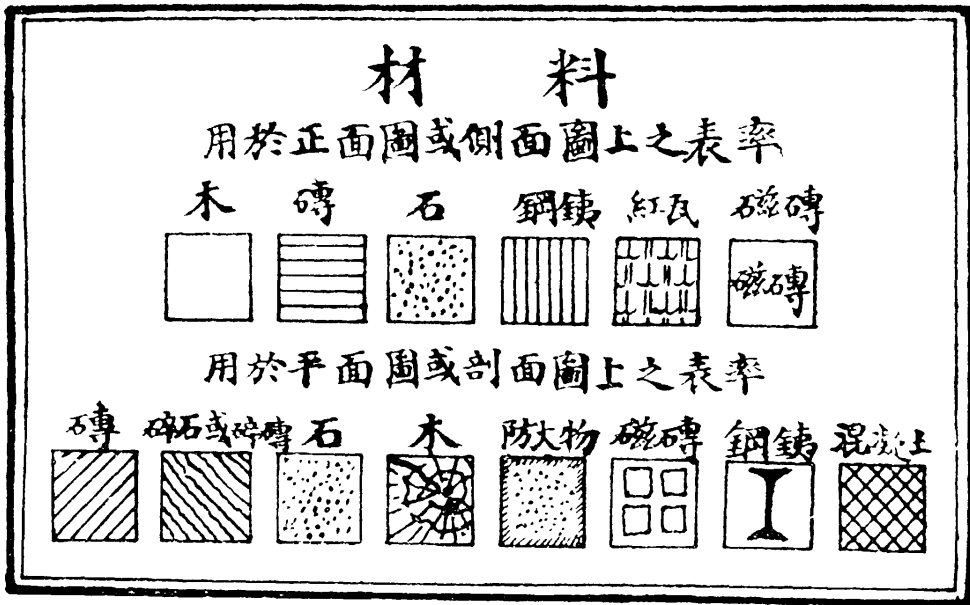 材 料
用於正面圖或側面圖上之表率
木 磚 石 鋼鉄 紅瓦 磁磚
磁磚
用於平面圖或剖面圖上之表率
磚 碎石或碎磚 石 木 防火物 磁磚 鋼鉄 混凝土